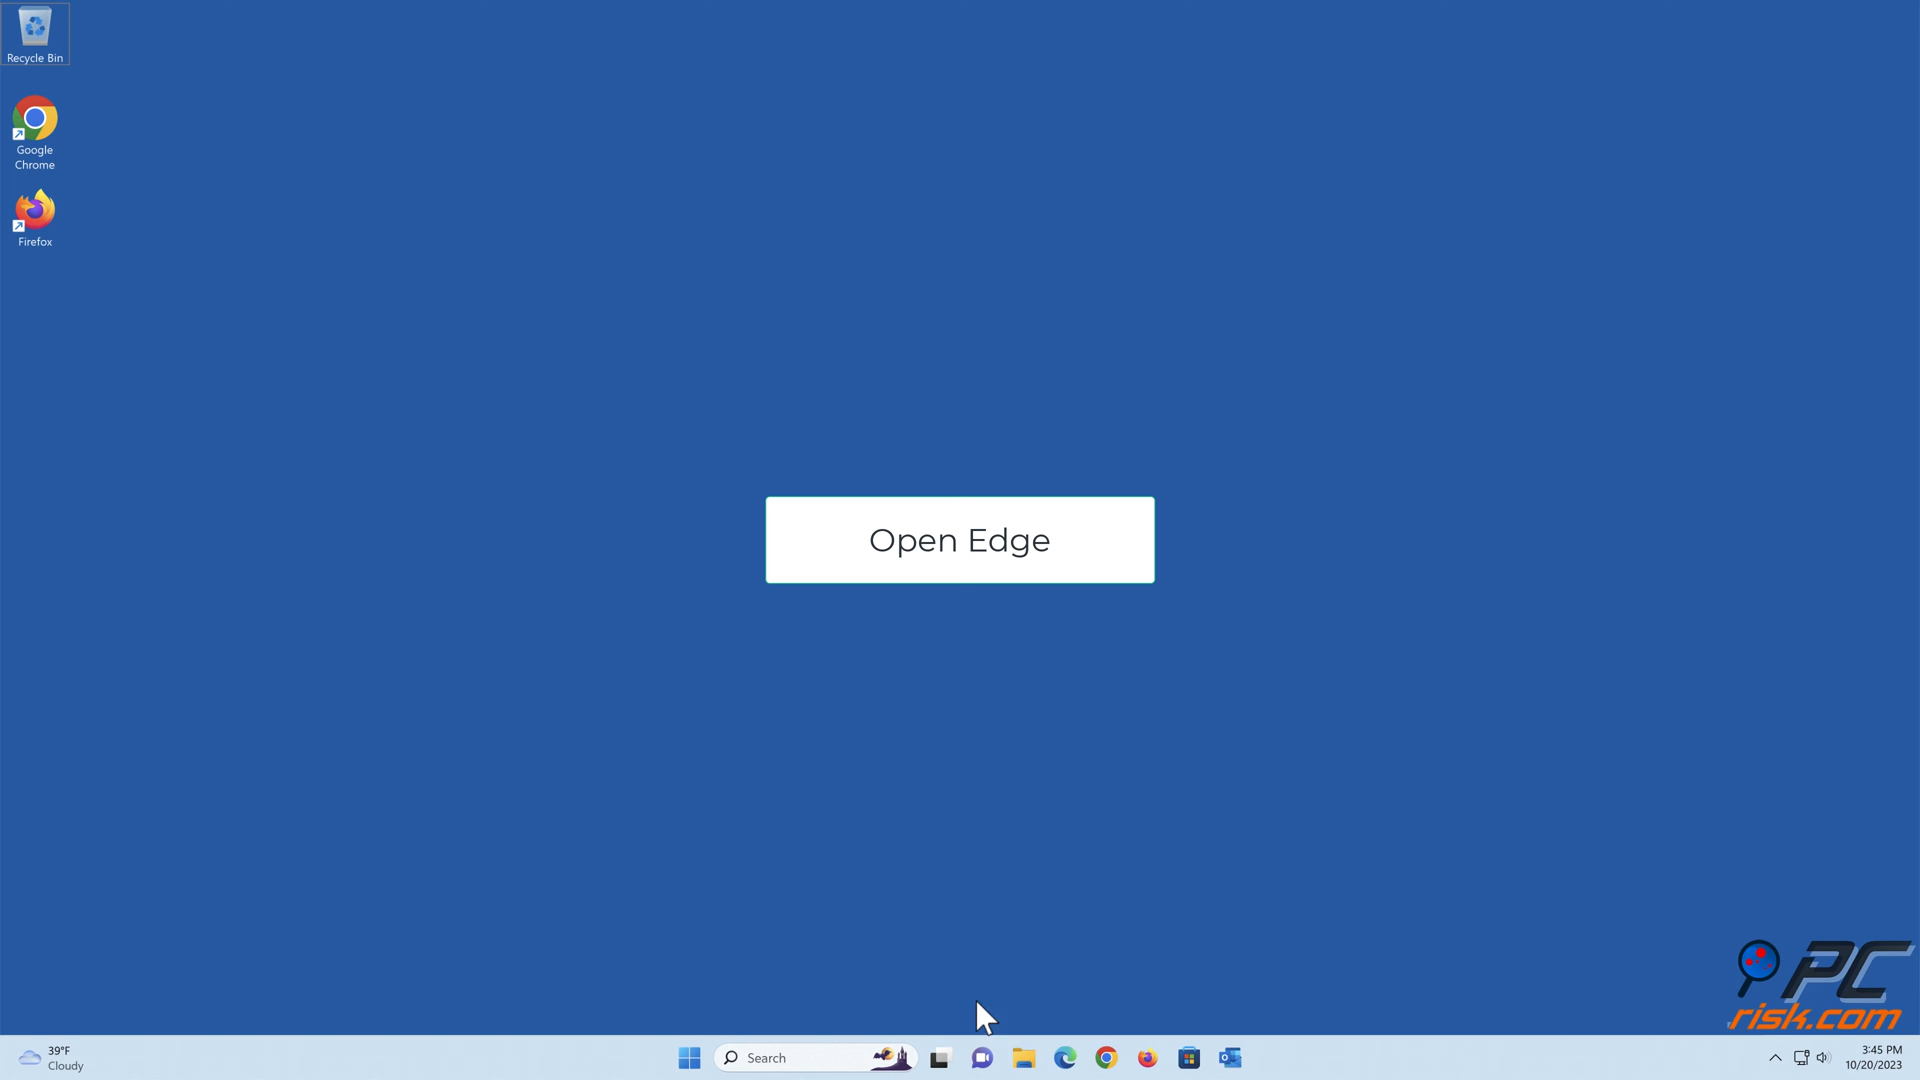 Recycle Bin
Google
Chrome
Firefox
Open Edge
PC
risk.com
39°F
Cloudy
Search
3:45 PM
10/20/2023